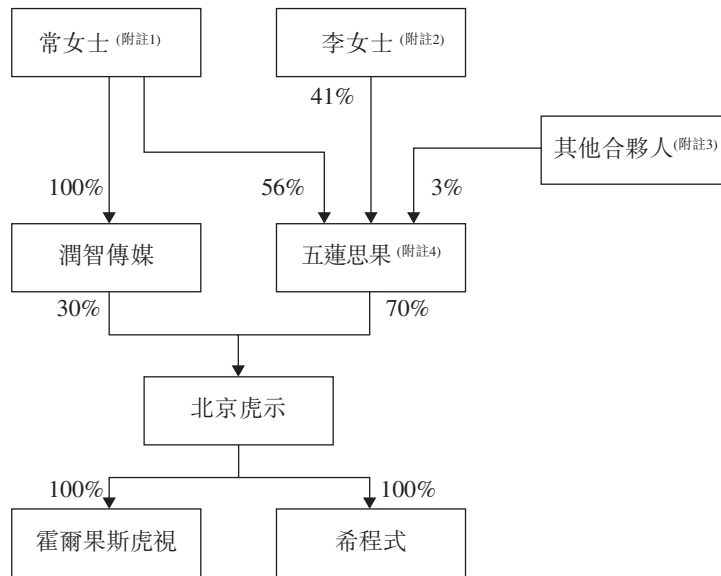 常女士 (附註1)
李女士 (附註2)
41%
其他合夥人 (附註3)
100%
56%
3%
潤智傳媒
五蓮思果 (附註4)
30%
70%
北京虎示
100%
100%
霍爾果斯虎視
希程式